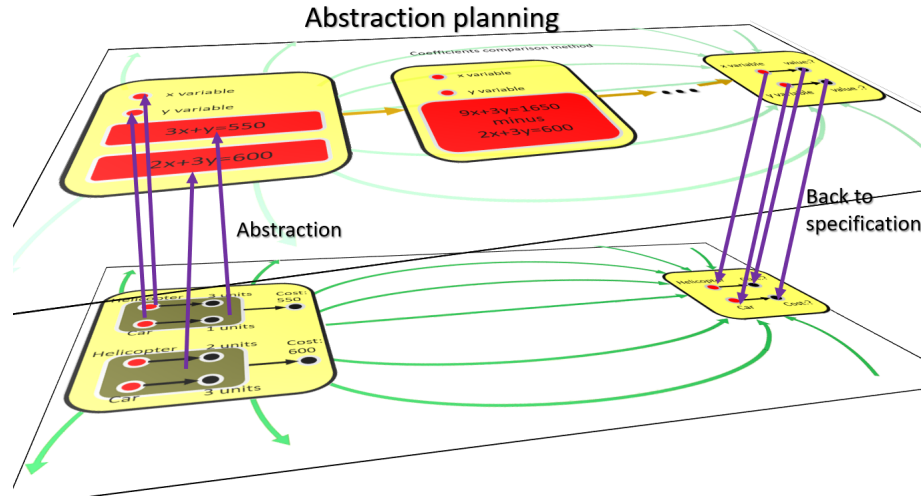 Abstraction planning
Coefficients comparison method
x variable
y variable
3x+y=550
2x+3y=600
x variable
y variable
9x+3y=1650
minus
2x+3y=600
x variable
value:?
y variable
value:?
Abstraction
Back to
specification
Helicopter
3 units
Cost:
550
Car
1 units
Helicopter
2 units
Cost:
600
Car
3 units
Helicopter
Car
Cost:?